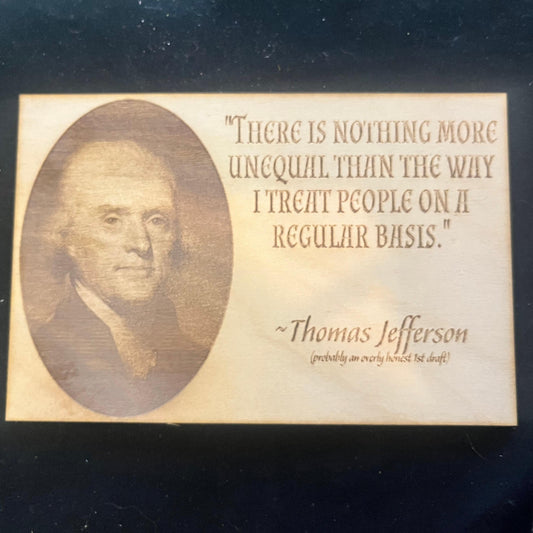 "There is nothing more
unequal than the way
I treat people on a
regular basis."
~Thomas Jefferson
(probably an overly honest 1st draft)